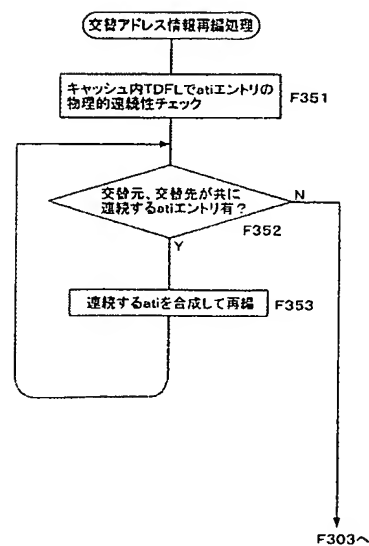 交替アドレス情報再編処理
キャッシュ内TDFLでatiエントリの
物理的連続性チェック
F351
交替元、交替先が共に
連続するatiエントリ有？
N
F352
Y
連続するatiを合成して再編
F353
F303へ